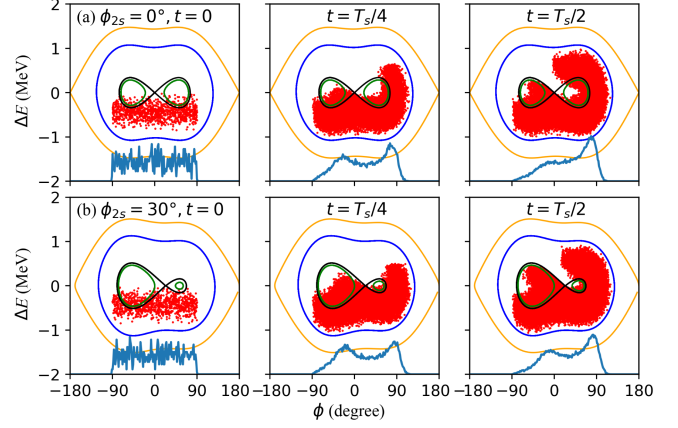 (a) ϕ2s = 0°, t = 0
t = Ts/4
t = Ts/2
2
1
0
−1
−2
ΔE (MeV)
(b) ϕ2s = 30°, t = 0
t = Ts/4
t = Ts/2
2
1
0
−1
−2
ΔE (MeV)
−180 −90 0 90 180 −180 −90 0 90 180 −180 −90 0 90 180
ϕ (degree)